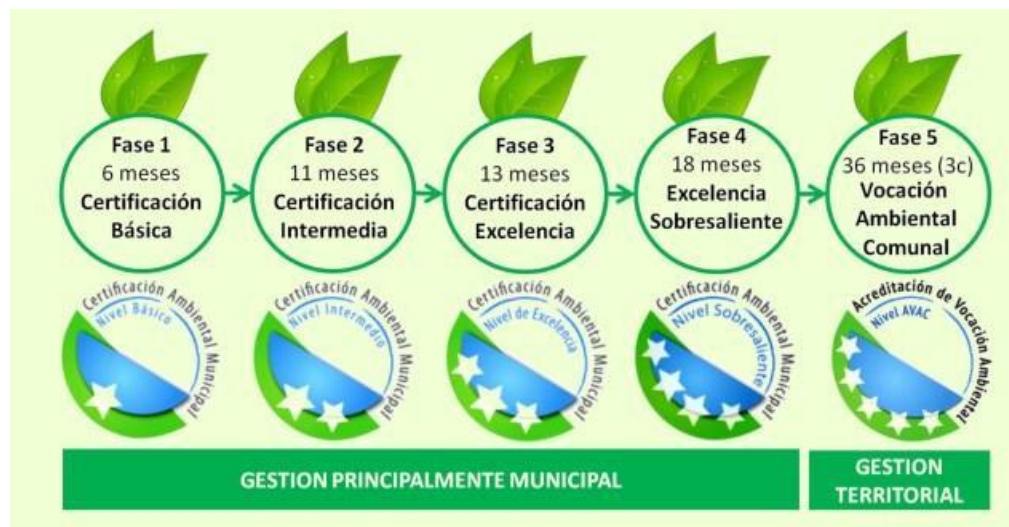 Fase 1
6 meses
Certificación
Básica
Fase 2
11 meses
Certificación
Intermedia
Fase 3
13 meses
Certificación
Excelencia
Fase 4
18 meses
Excelencia
Sobresaliente
Fase 5
36 meses (3c)
Vocación
Ambiental
Comunal
Certificación Ambiental Municipal
Nivel Básico
Certificación Ambiental Municipal
Nivel Intermedio
Certificación Ambiental Municipal
Nivel de Excelencia
Certificación Ambiental Municipal
Nivel Sobresaliente
Acreditación de Vocación Ambiental
Nivel AVAC
GESTION PRINCIPALMENTE MUNICIPAL
GESTION
TERRITORIAL